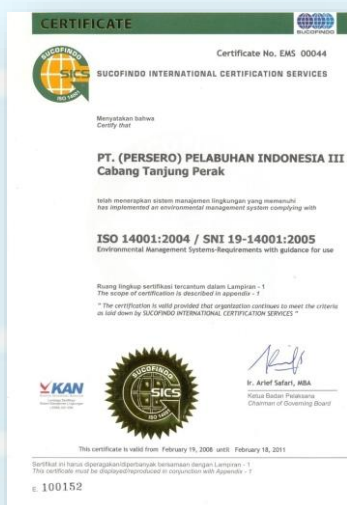 CERTIFICATE
SUCOFINDO
Certificate No. EMS 00044
SUCOFINDO
SICS
ISO 14001
SUCOFINDO INTERNATIONAL CERTIFICATION SERVICES
Menyatakan bahwa
Certify that
PT. (PERSERO) PELABUHAN INDONESIA III
Cabang Tanjung Perak
telah menerapkan sistem manajemen lingkungan yang memenuhi
has implemented an environmental management system complying with
ISO 14001:2004 / SNI 19-14001:2005
Environmental Management Systems-Requirements with guidance for use
Ruang lingkup sertifikasi tercantum dalam Lampiran - 1
The scope of certification is described in appendix - 1
" The certification is valid provided that organization continues to meet the criteria
as laid down by SUCOFINDO INTERNATIONAL CERTIFICATION SERVICES "
KAN
SUCOFINDO
SICS
Ir. Arief Safari, MBA
Ketua Badan Pelaksana
Chairman of Governing Board
This certificate is valid from February 19, 2008 until February 18, 2011
Sertifikat ini harus diperagakan/diperbanyak bersamaan dengan Lampiran - 1
This certificate must be displayed/reproduced in conjunction with Appendix - 1
E. 100152